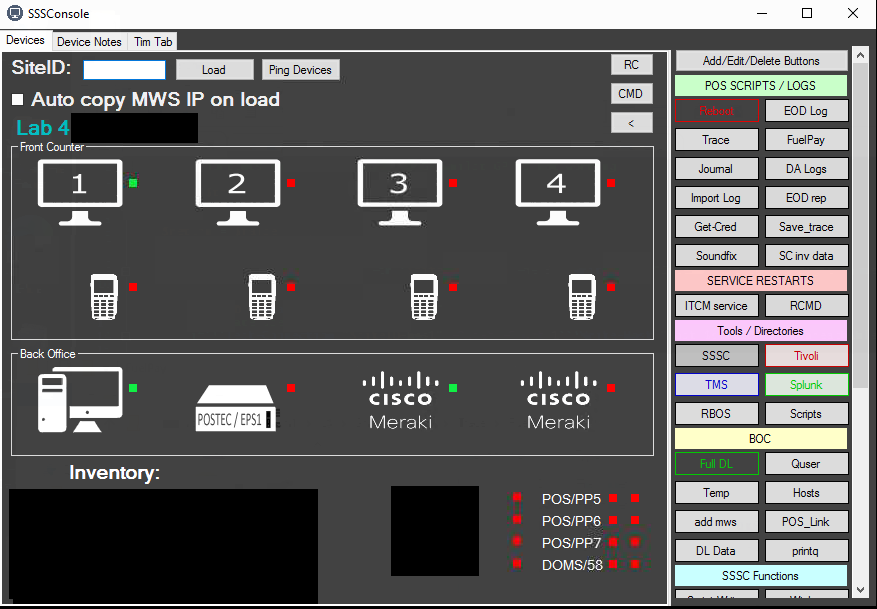 SSSConsole
Devices Device Notes Tim Tab
SiteID: Load Ping Devices
Auto copy MWS IP on load
Lab 4
RC
CMD
<
Front Counter
1 2 3 4
Back Office
POSTEC / EPS1
CISCO Meraki
CISCO Meraki
Inventory:
POS/PP5
POS/PP6
POS/PP7
DOMS/58
Add/Edit/Delete Buttons
POS SCRIPTS / LOGS
Reboot EOD Log
Trace FuelPay
Journal DA Logs
Import Log EOD rep
Get-Cred Save_trace
Soundfix SC inv data
SERVICE RESTARTS
ITCM service RCMD
Tools / Directories
SSSC Tivoli
TMS Splunk
RBOS Scripts
BOC
Full DL Quser
Temp Hosts
add mws POS_Link
DL Data printq
SSSC Functions